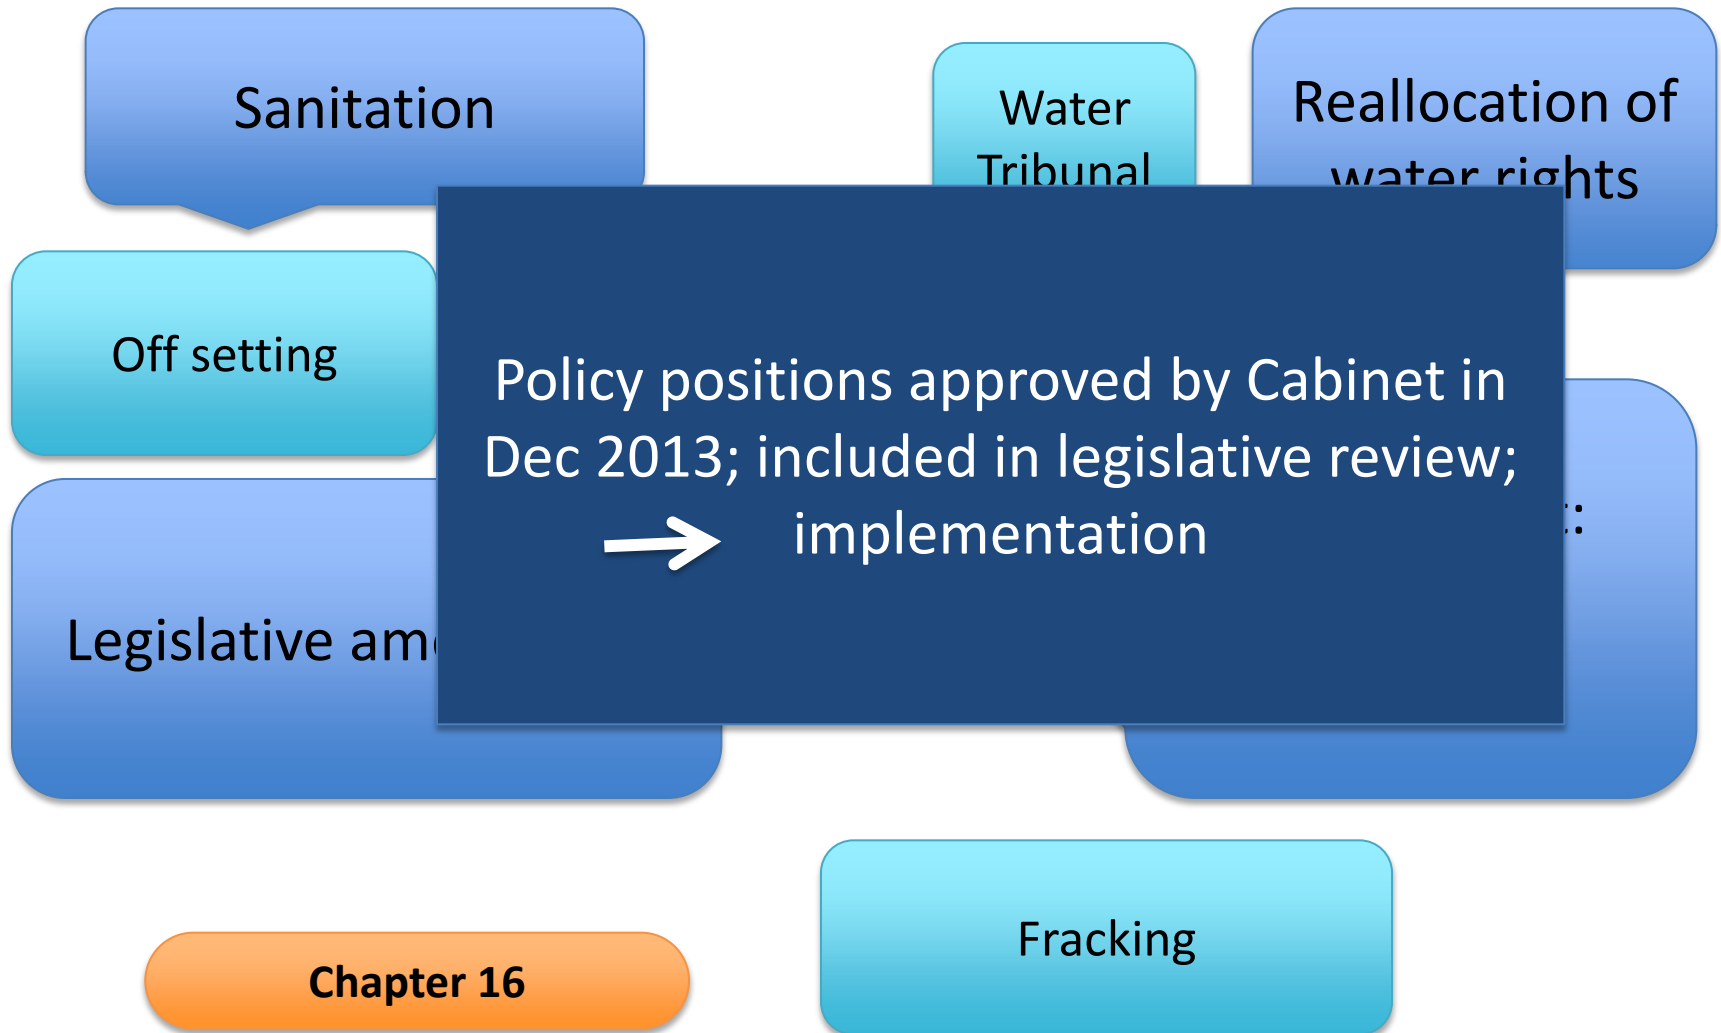 Sanitation
Water
Tribunal
Reallocation of
water rights
Off setting
Policy positions approved by Cabinet in
Dec 2013; included in legislative review;
implementation
Legislative
Fracking
Chapter 16